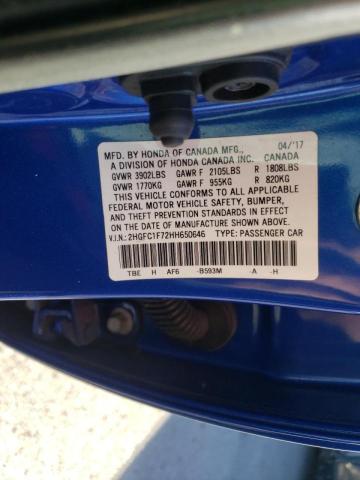 MFD. BY HONDA OF CANADA MFG., 04/'17
A DIVISION OF HONDA CANADA INC. CANADA
GVWR 3902LBS GAWR F 2105LBS R 1808LBS
GVWR 1770KG GAWR F 955KG R 820KG
THIS VEHICLE CONFORMS TO ALL APPLICABLE
FEDERAL MOTOR VEHICLE SAFETY, BUMPER,
AND THEFT PREVENTION STANDARDS IN EFFECT
ON THE DATE OF MANUFACTURE SHOWN ABOVE.
V.I.N.: 2HGFC1F72HH650646 TYPE: PASSENGER CAR
TBE H AF6 -B593M -A -H